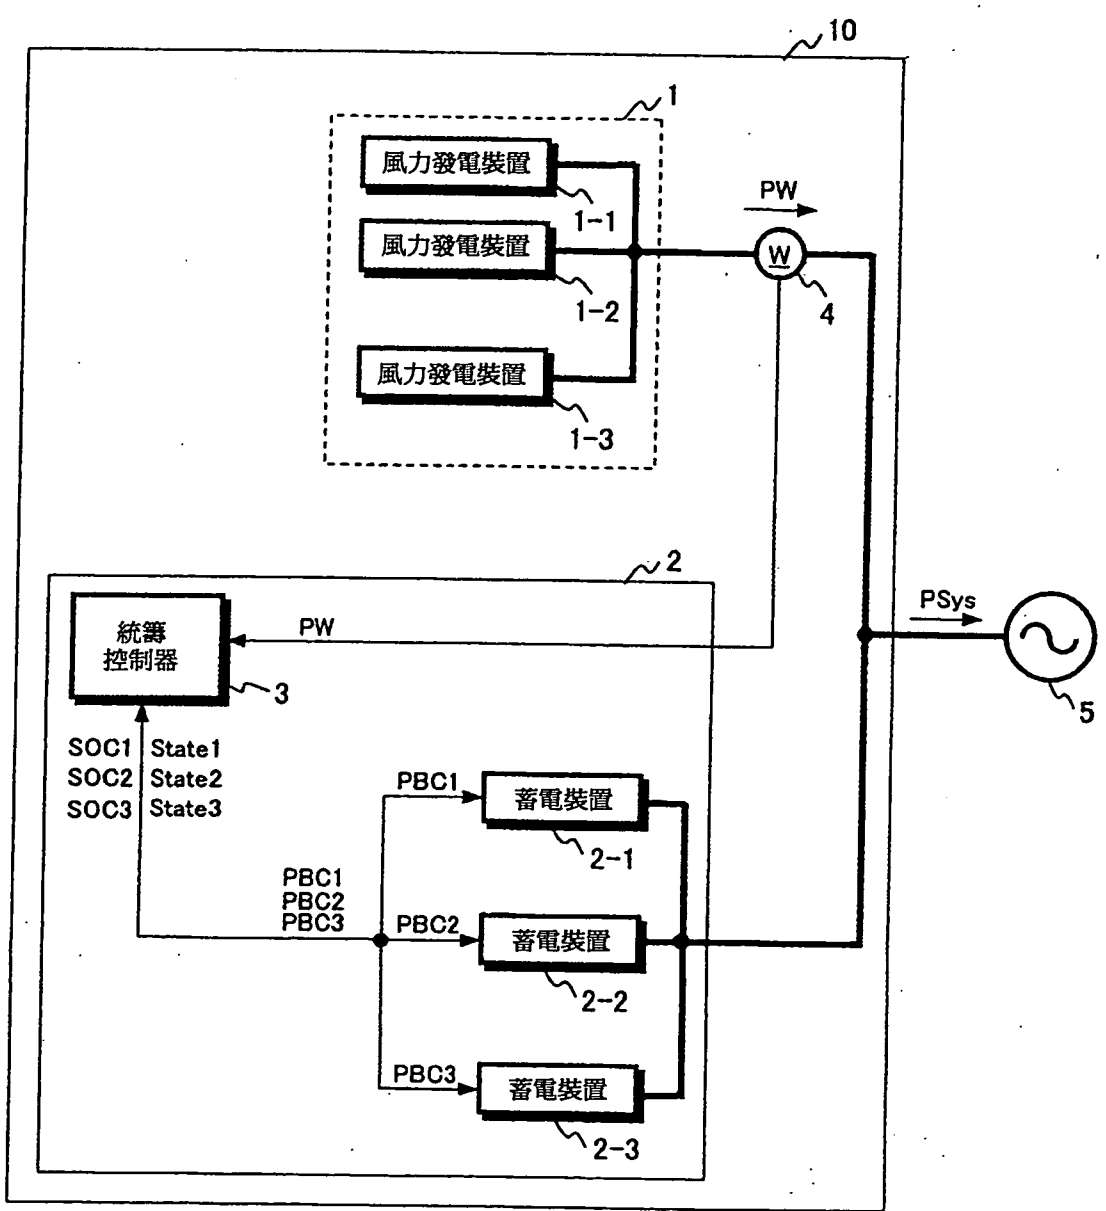 10
1
風力發電裝置
1-1
PW
風力發電裝置
1-2
W
4
風力發電裝置
1-3
2
統籌
控制器
3
PW
PSys
5
SOC1 State1
SOC2 State2
SOC3 State3
PBC1
蓄電裝置
2-1
PBC1
PBC2
PBC3
PBC2
蓄電裝置
2-2
PBC3
蓄電裝置
2-3